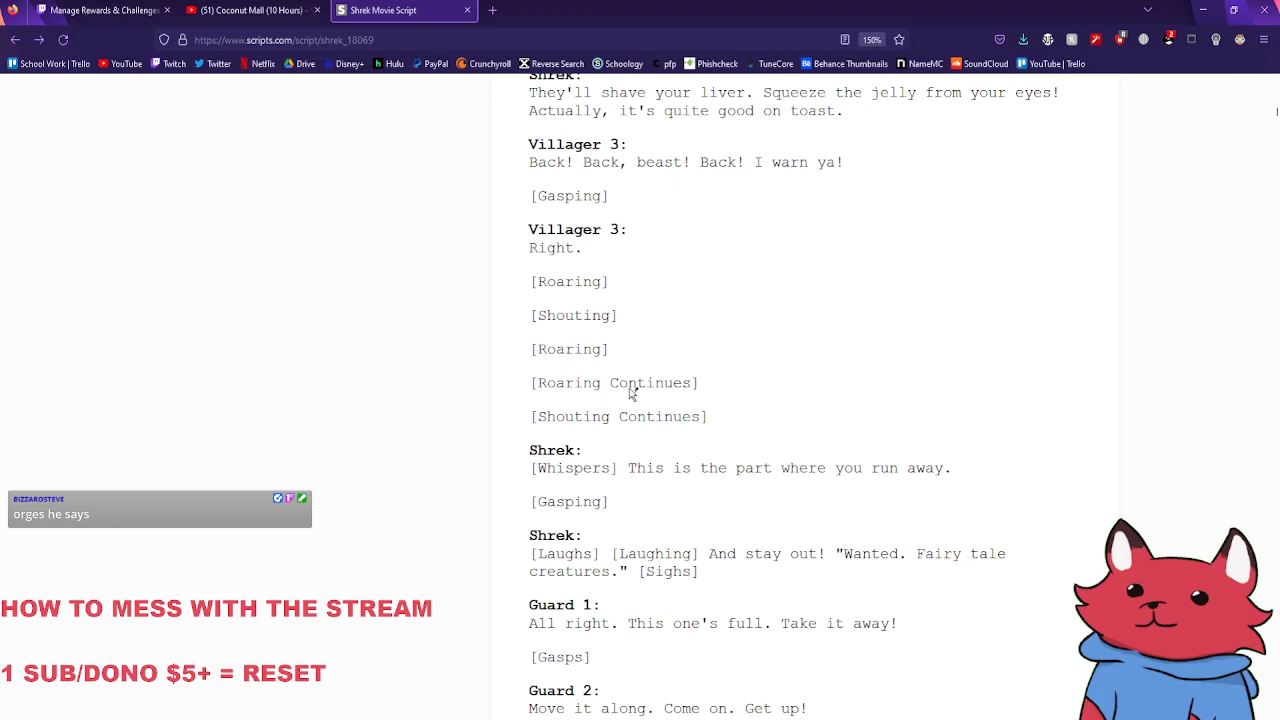 Manage Rewards & Challenges
(51) Coconut Mall (10 Hours) -
Shrek Movie Script
https://www.scripts.com/script/shrek_18069
150%
School Work | Trello
YouTube
Twitch
Twitter
Netflix
Drive
Disney+
Hulu
PayPal
Crunchyroll
Reverse Search
Schoology
pfp
Phishcheck
TuneCore
Behance Thumbnails
NameMC
SoundCloud
YouTube | Trello
Shrek:
They'll shave your liver. Squeeze the jelly from your eyes!
Actually, it's quite good on toast.
Villager 3:
Back! Back, beast! Back! I warn ya!
[Gasping]
Villager 3:
Right.
[Roaring]
[Shouting]
[Roaring]
[Roaring Continues]
[Shouting Continues]
Shrek:
[Whispers] This is the part where you run away.
[Gasping]
Shrek:
[Laughs] [Laughing] And stay out! "Wanted. Fairy tale
creatures." [Sighs]
Guard 1:
All right. This one's full. Take it away!
[Gasps]
Guard 2:
Move it along. Come on. Get up!
BIZZAROSTEVE
orges he says
HOW TO MESS WITH THE STREAM
1 SUB/DONO $5+ = RESET